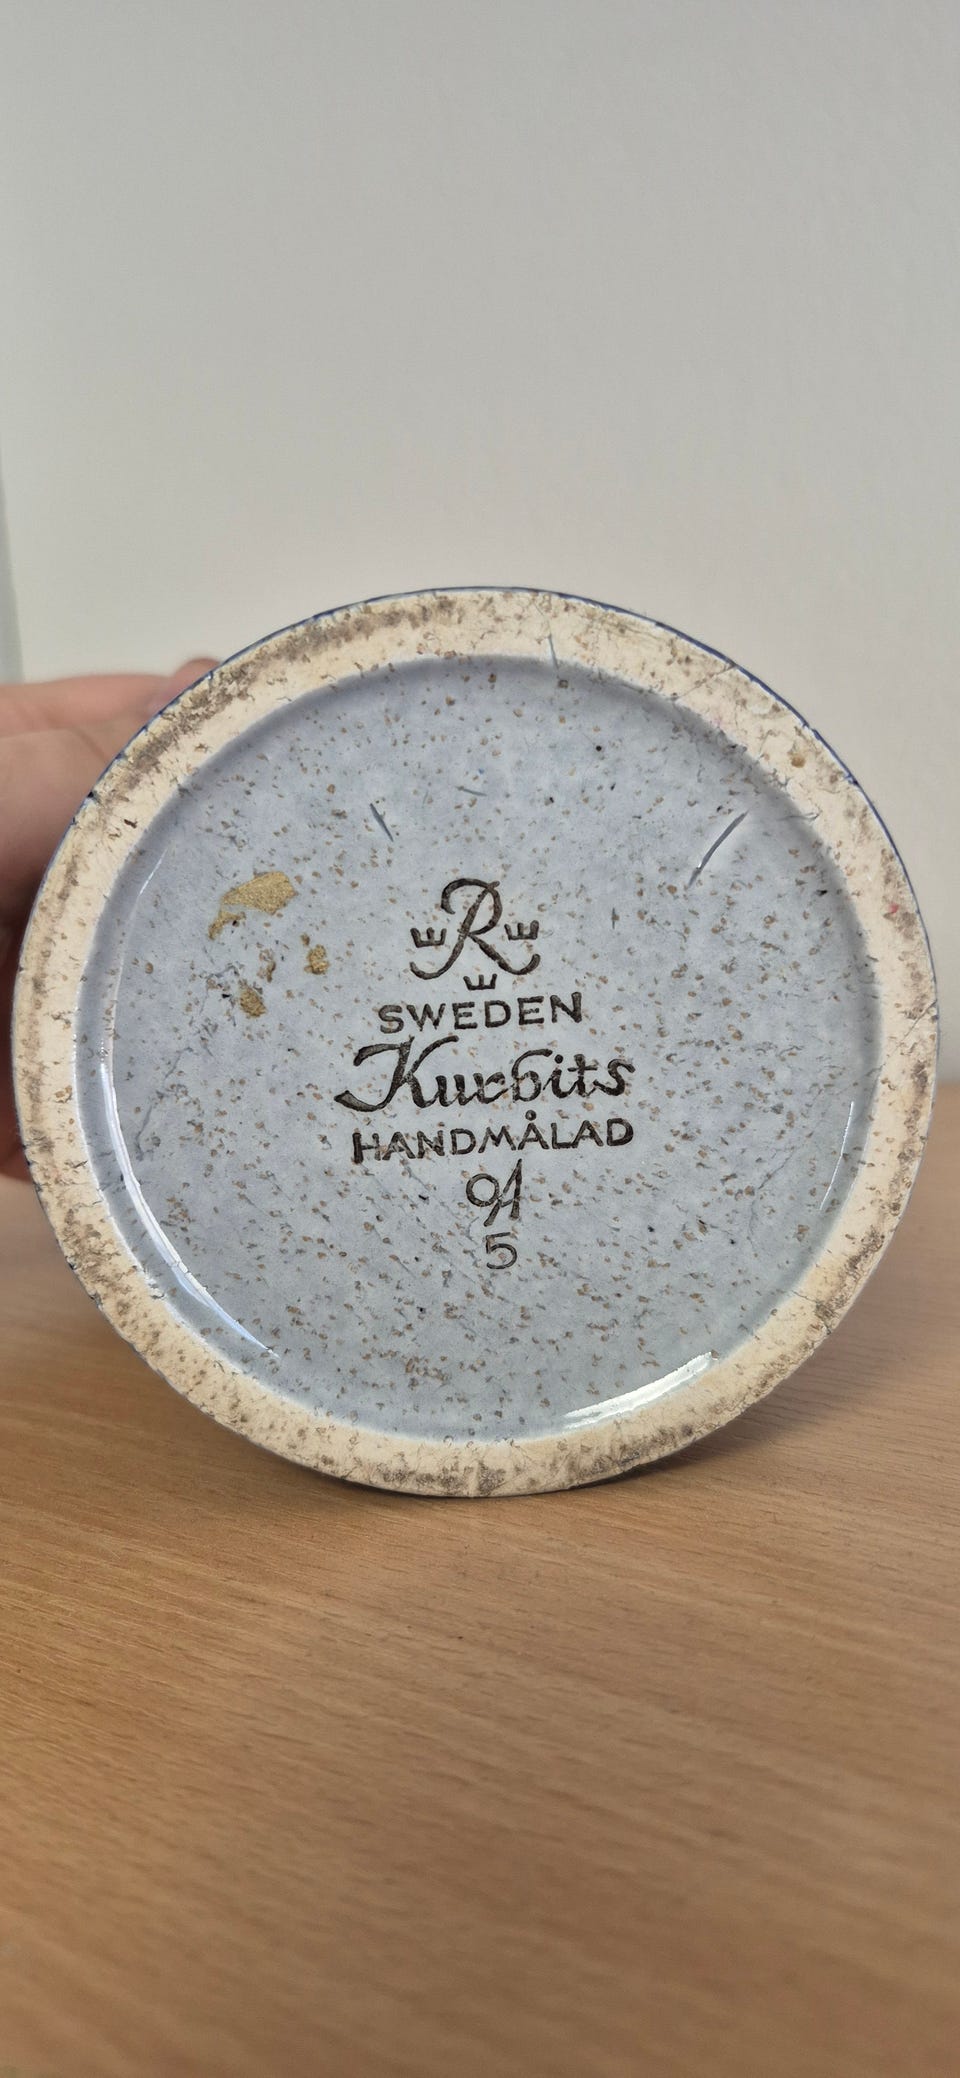 R
SWEDEN
Kurbits
HANDMÅLAD
5